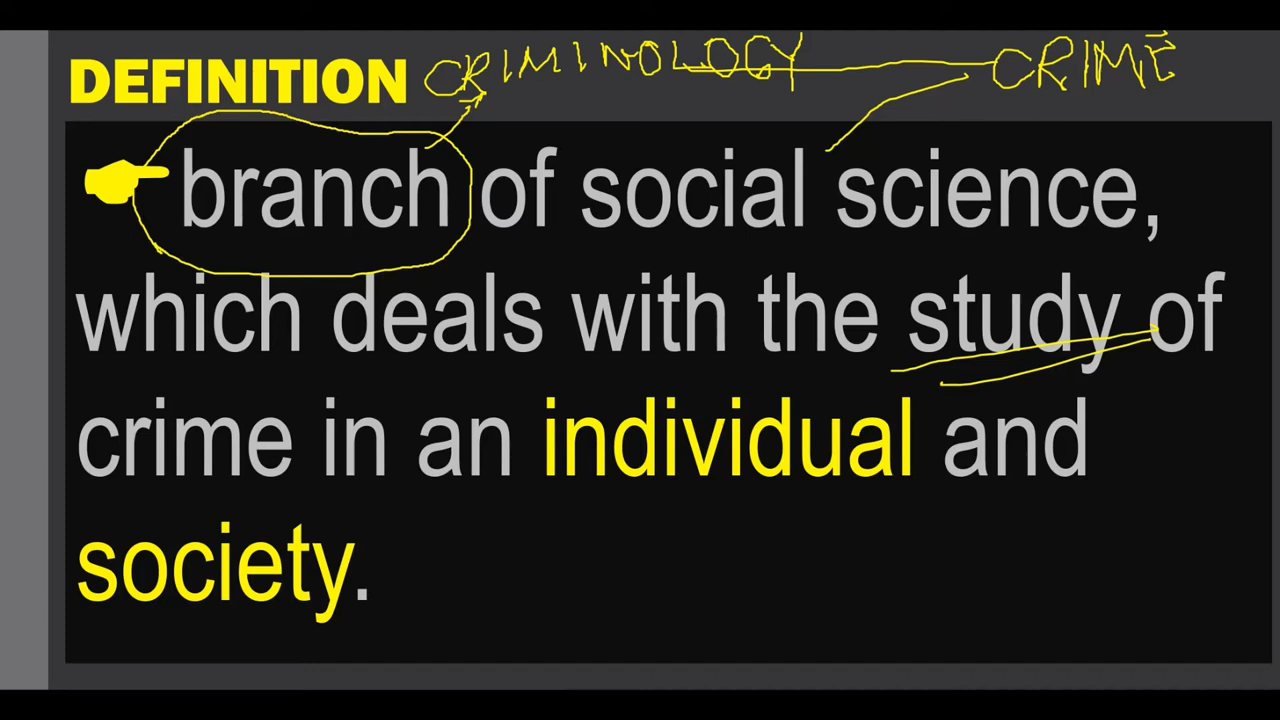 DEFINITION CRIMINOLOGY CRIME
branch of social science,
which deals with the study of
crime in an individual and
society.